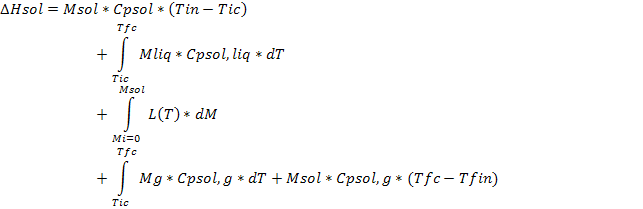 ΔHsol = Msol ∗ Cpsol ∗ (Tin − Tic)
Tfc
+ ∫ Mliq ∗ Cpsol, liq ∗ dT
Tic
Msol
+ ∫ L(T) ∗ dM
Mi=0
Tfc
+ ∫ Mg ∗ Cpsol, g ∗ dT + Msol ∗ Cpsol, g ∗ (Tfc − Tfin)
Tic